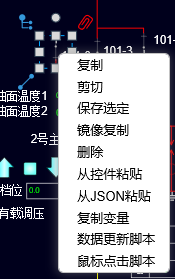 101-
101-3
油面温度1
油面温度2
2号主
档位
0.0
有载调压
复制
剪切
保存选定
镜像复制
删除
从控件粘贴
从JSON粘贴
复制变量
数据更新脚本
鼠标点击脚本